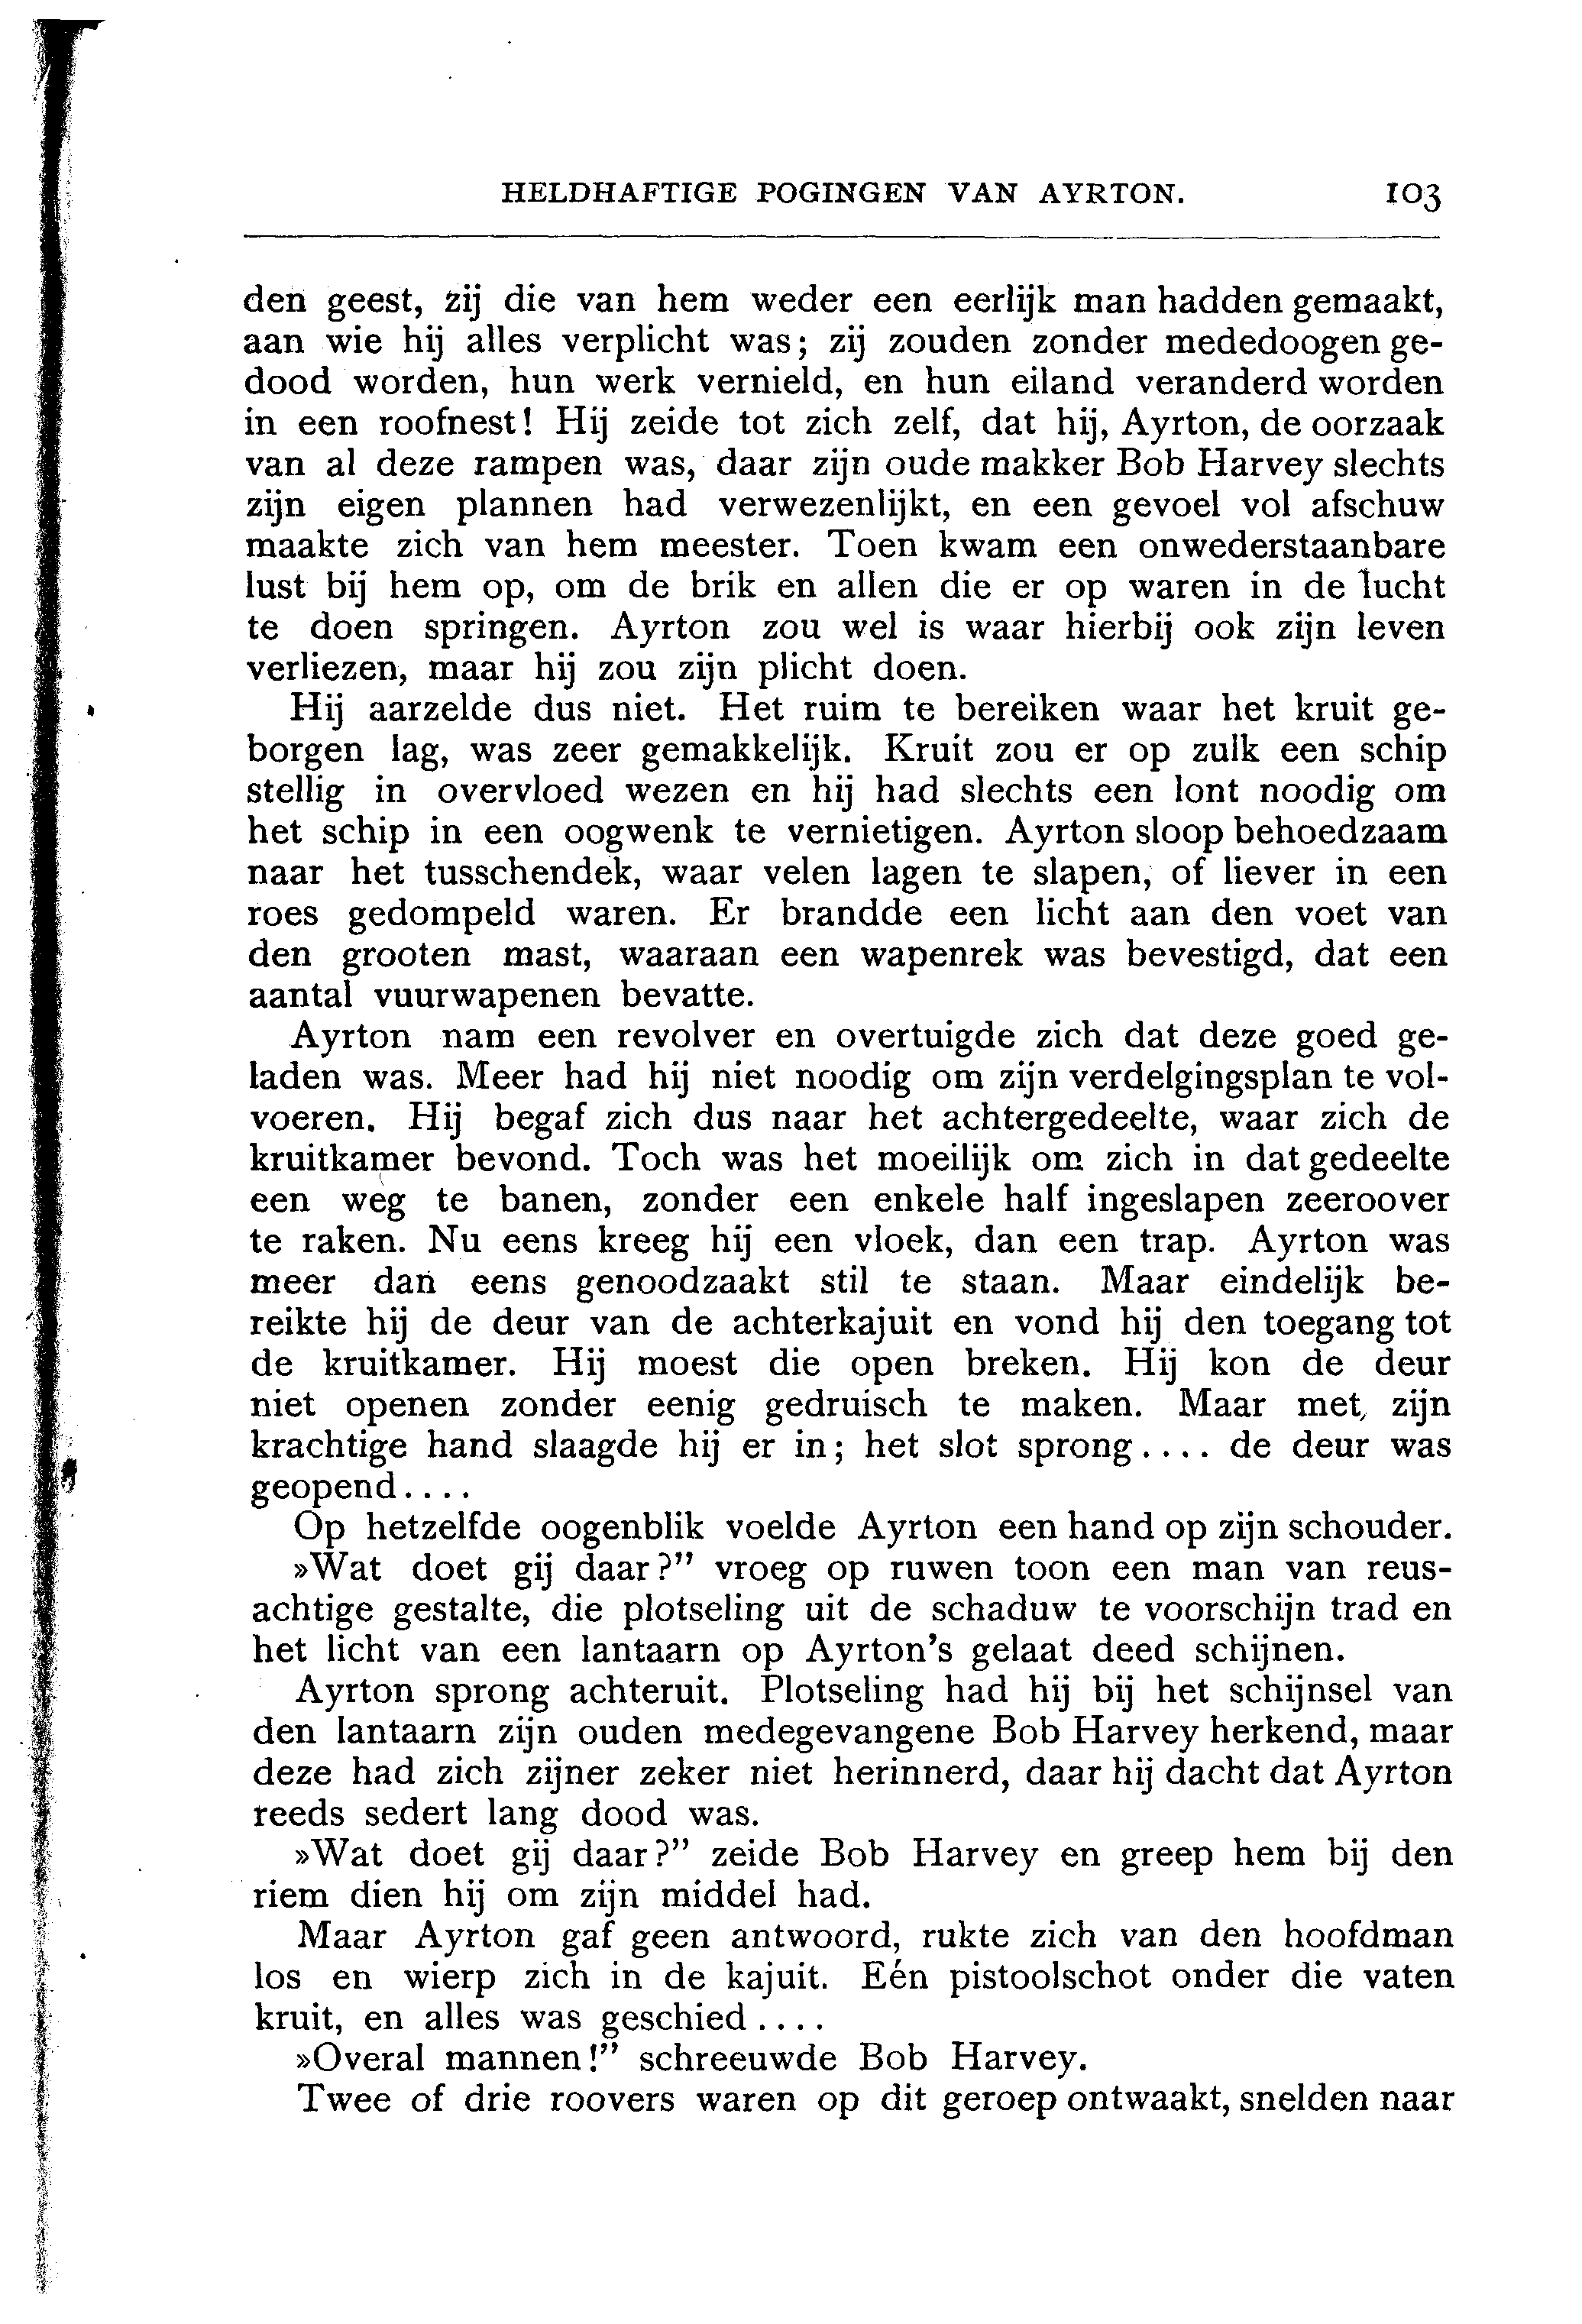 HELDHAFTIGE POGINGEN VAN AYRTON. 103
den geest, zij die van hem weder een eerlijk man hadden gemaakt,
aan wie hij alles verplicht was; zij zouden zonder mededoogen ge-
dood worden, hun werk vernield, en hun eiland veranderd worden
in een roofnest! Hij zeide tot zich zelf, dat hij, Ayrton, de oorzaak
van al deze rampen was, daar zijn oude makker Bob Harvey slechts
zijn eigen plannen had verwezenlijkt, en een gevoel vol afschuw
maakte zich van hem meester. Toen kwam een onwederstaanbare
lust bij hem op, om de brik en allen die er op waren in de lucht
te doen springen. Ayrton zou wel is waar hierbij ook zijn leven
verliezen, maar hij zou zijn plicht doen.
Hij aarzelde dus niet. Het ruim te bereiken waar het kruit ge-
borgen lag, was zeer gemakkelijk. Kruit zou er op zulk een schip
stellig in overvloed wezen en hij had slechts een lont noodig om
het schip in een oogwenk te vernietigen. Ayrton sloop behoedzaam
naar het tusschendek, waar velen lagen te slapen, of liever in een
roes gedompeld waren. Er brandde een licht aan den voet van
den grooten mast, waaraan een wapenrek was bevestigd, dat een
aantal vuurwapenen bevatte.
Ayrton nam een revolver en overtuigde zich dat deze goed ge-
laden was. Meer had hij niet noodig om zijn verdelgingsplan te vol-
voeren. Hij begaf zich dus naar het achtergedeelte, waar zich de
kruitkamer bevond. Toch was het moeilijk om zich in dat gedeelte
een weg te banen, zonder een enkele half ingeslapen zeeroover
te raken. Nu eens kreeg hij een vloek, dan een trap. Ayrton was
meer dan eens genoodzaakt stil te staan. Maar eindelijk be-
reikte hij de deur van de achterkajuit en vond hij den toegang tot
de kruitkamer. Hij moest die open breken. Hij kon de deur
niet openen zonder eenig gedruisch te maken. Maar met zijn
krachtige hand slaagde hij er in; het slot sprong.... de deur was
geopend....
Op hetzelfde oogenblik voelde Ayrton een hand op zijn schouder.
»Wat doet gij daar?” vroeg op ruwen toon een man van reus-
achtige gestalte, die plotseling uit de schaduw te voorschijn trad en
het licht van een lantaarn op Ayrton’s gelaat deed schijnen.
Ayrton sprong achteruit. Plotseling had hij bij het schijnsel van
den lantaarn zijn ouden medegevangene Bob Harvey herkend, maar
deze had zich zijner zeker niet herinnerd, daar hij dacht dat Ayrton
reeds sedert lang dood was.
»Wat doet gij daar?” zeide Bob Harvey en greep hem bij den
riem dien hij om zijn middel had.
Maar Ayrton gaf geen antwoord, rukte zich van den hoofdman
los en wierp zich in de kajuit. Eén pistoolschot onder die vaten
kruit, en alles was geschied....
»Overal mannen!” schreeuwde Bob Harvey.
Twee of drie roovers waren op dit geroep ontwaakt, snelden naar